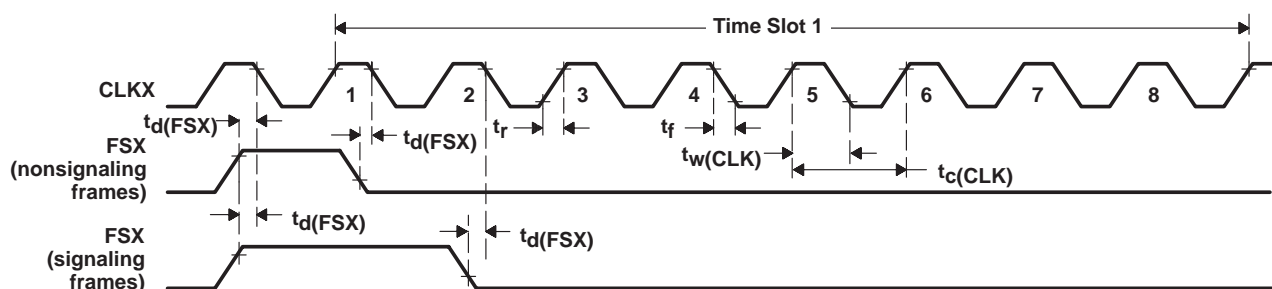 Time Slot 1
CLKX
1 2 3 4 5 6 7 8
td(FSX)
td(FSX)
tr
tf
tw(CLK)
tc(CLK)
FSX
(nonsignaling
frames)
td(FSX)
td(FSX)
FSX
(signaling
frames)